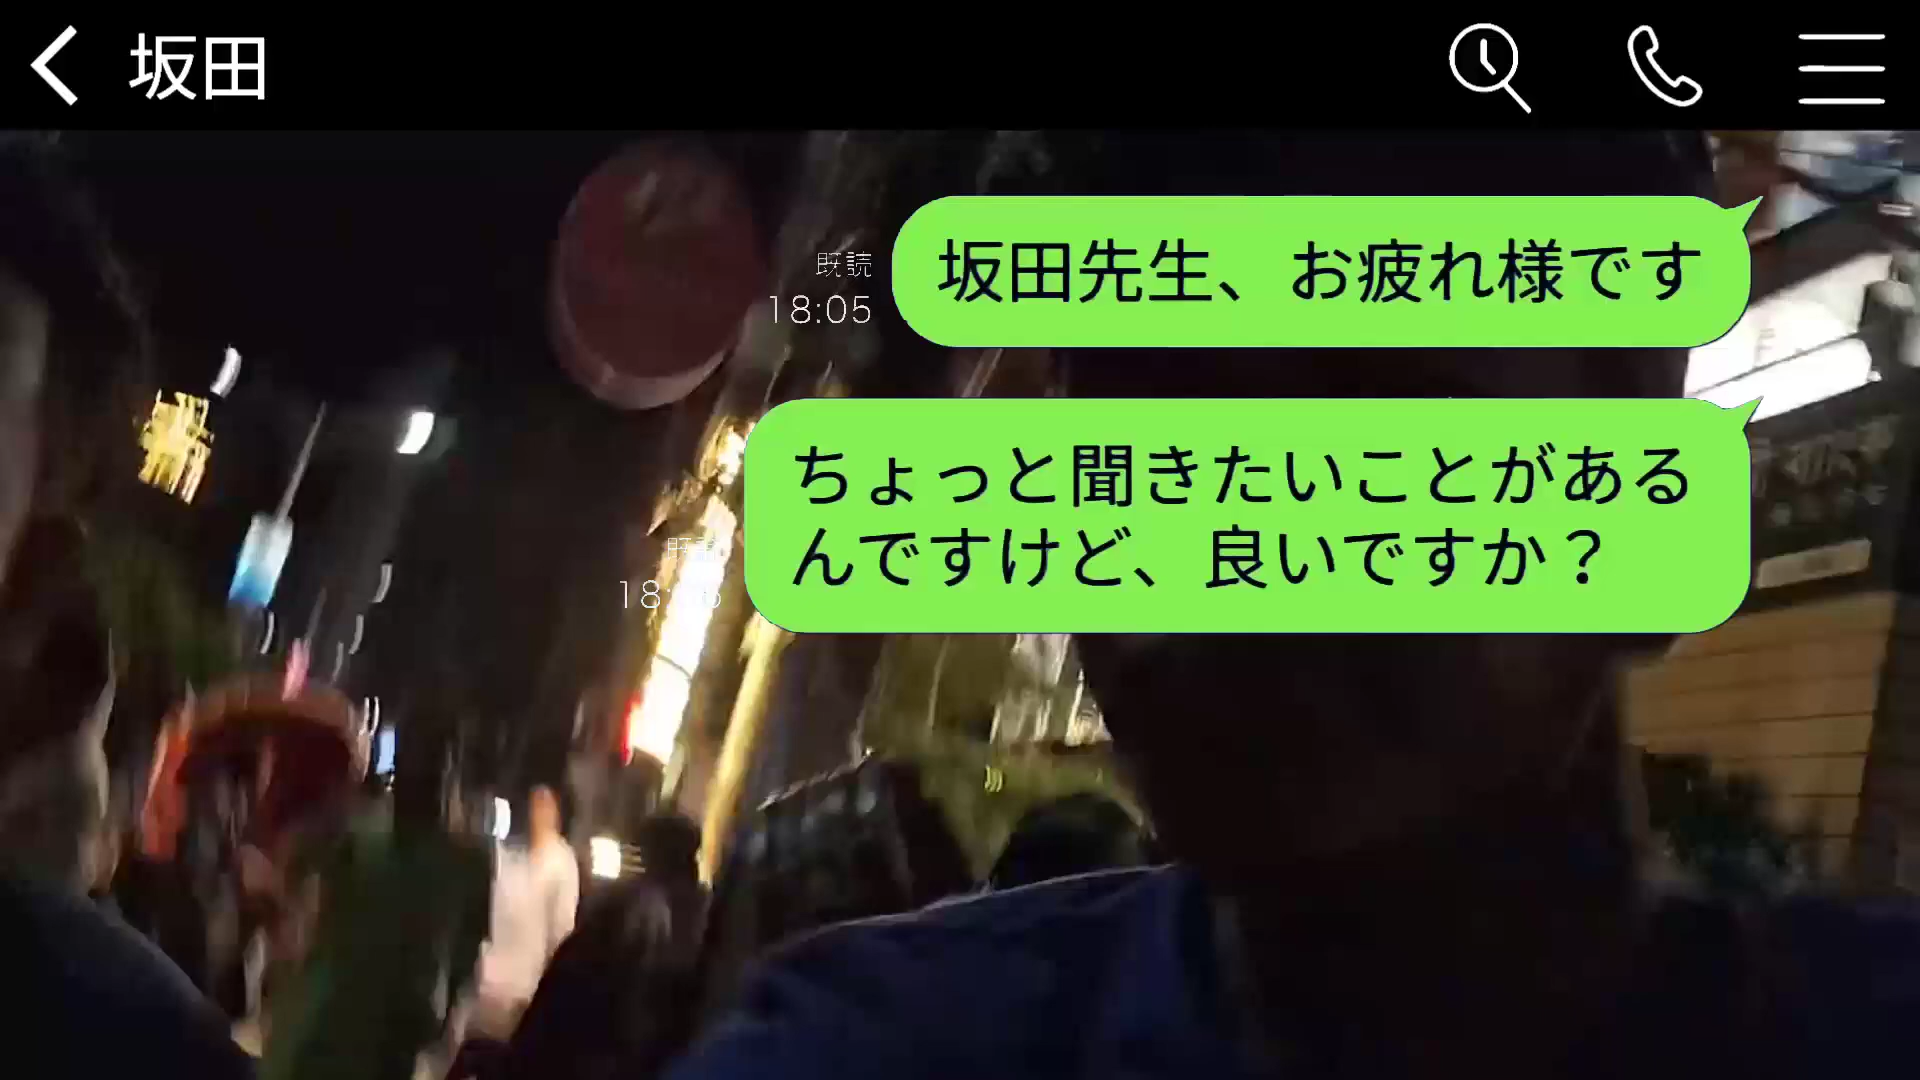 坂田
坂田先生、お疲れ様です
既読
18:05
ちょっと聞きたいことがある
んですけど、良いですか？
既読